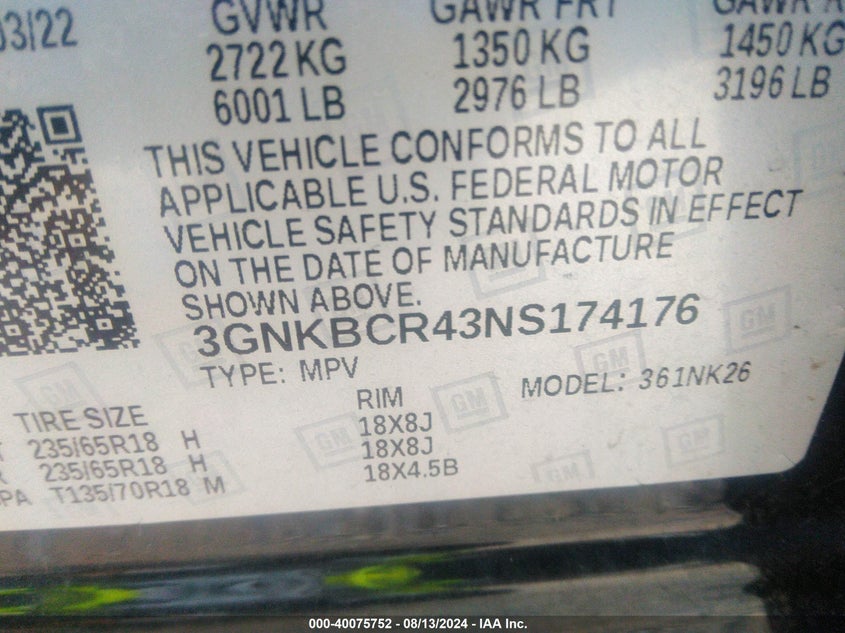 03/22
GVWR GAWR FRT GAWR
2722 KG 1350 KG 1450 KG
6001 LB 2976 LB 3196 LB
THIS VEHICLE CONFORMS TO ALL
APPLICABLE U.S. FEDERAL MOTOR
VEHICLE SAFETY STANDARDS IN EFFECT
ON THE DATE OF MANUFACTURE
SHOWN ABOVE.
3GNKBCR43NS174176
TYPE: MPV MODEL: 361NK26
TIRE SIZE RIM
235/65R18 H 18X8J
235/65R18 H 18X8J
SPA T135/70R18 M 18X4.5B
GM
000-40075752 - 08/13/2024 - IAA Inc.